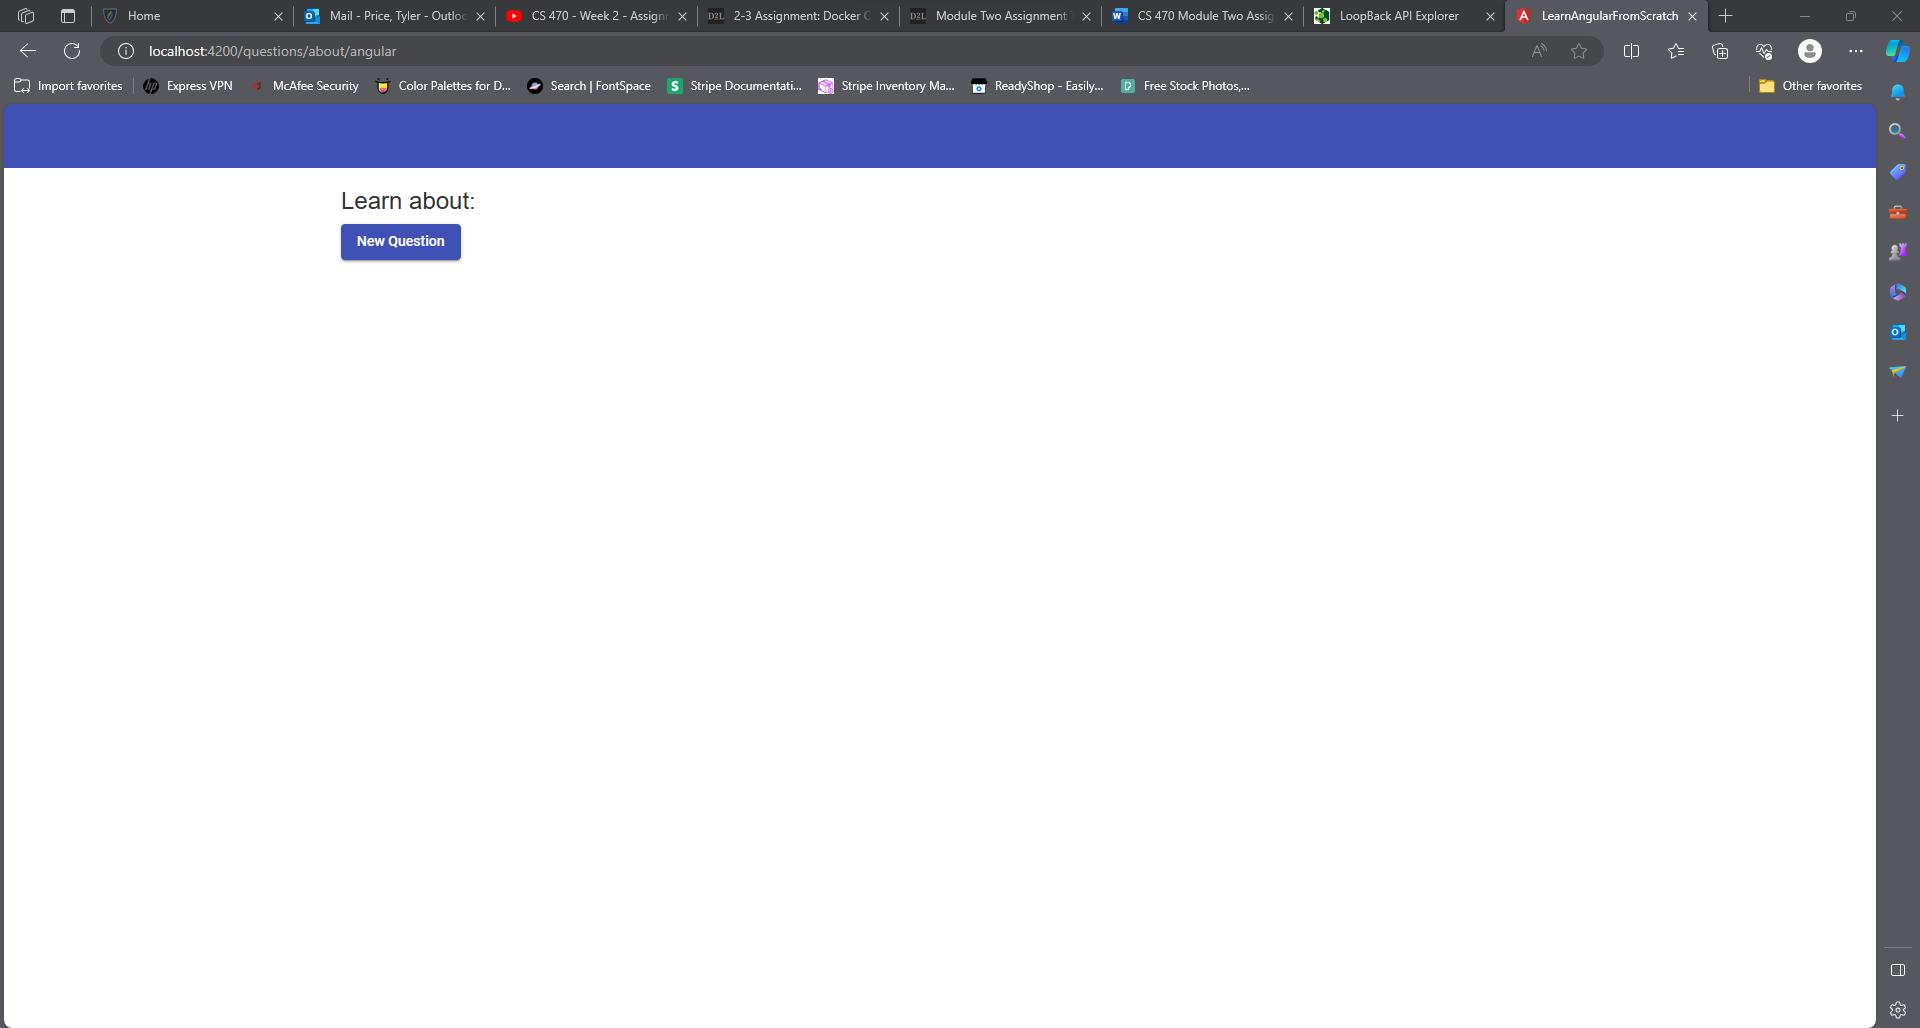 Home
Mail - Price, Tyler - Outloo
CS 470 - Week 2 - Assign
2-3 Assignment: Docker C
Module Two Assignment
CS 470 Module Two Assig
LoopBack API Explorer
LearnAngularFromScratch
localhost:4200/questions/about/angular
Import favorites
Express VPN
McAfee Security
Color Palettes for D...
Search | FontSpace
Stripe Documentati...
Stripe Inventory Ma...
ReadyShop - Easily...
Free Stock Photos,...
Other favorites
Learn about:
New Question